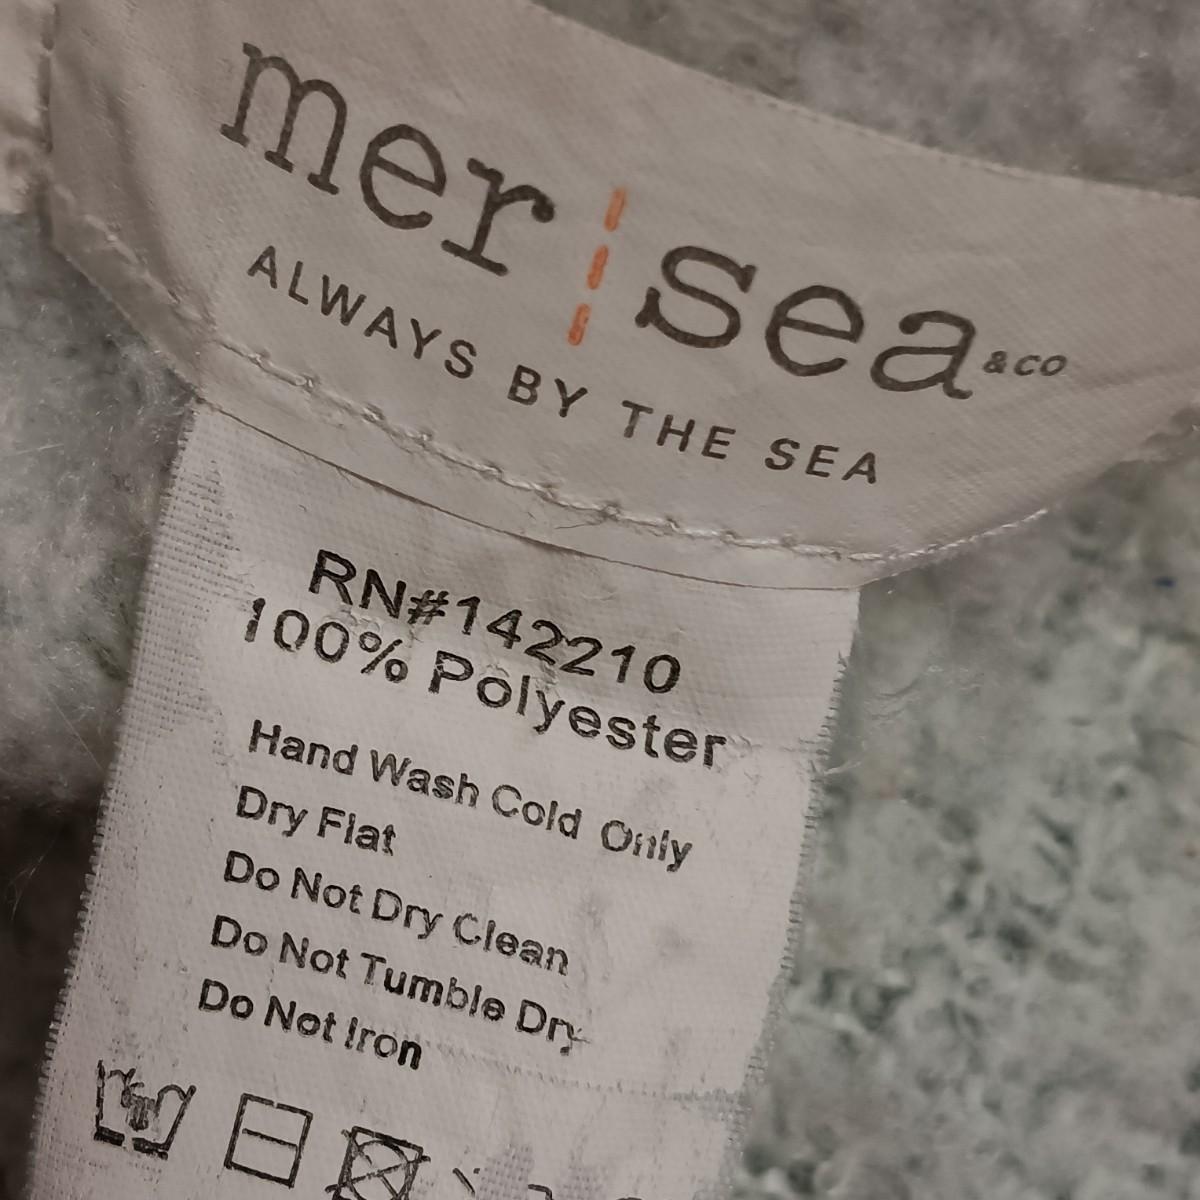 mer sea &co
ALWAYS BY THE SEA
RN#142210
100% Polyester
Hand Wash Cold Only
Dry Flat
Do Not Dry Clean
Do Not Tumble Dry
Do Not Iron